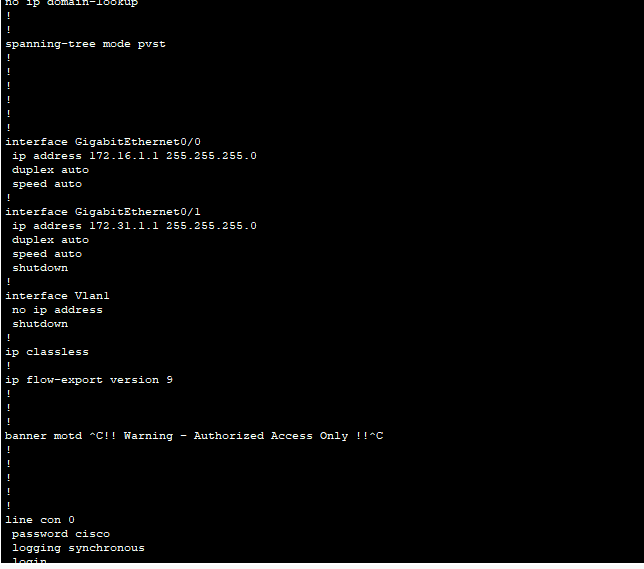 no ip domain-lookup
!
!
spanning-tree mode pvst
!
!
!
!
!
!
interface GigabitEthernet0/0
 ip address 172.16.1.1 255.255.255.0
 duplex auto
 speed auto
!
interface GigabitEthernet0/1
 ip address 172.31.1.1 255.255.255.0
 duplex auto
 speed auto
 shutdown
!
interface Vlan1
 no ip address
 shutdown
!
ip classless
!
ip flow-export version 9
!
!
!
banner motd ^C!! Warning - Authorized Access Only !!^C
!
!
!
!
!
line con 0
 password cisco
 logging synchronous
 login